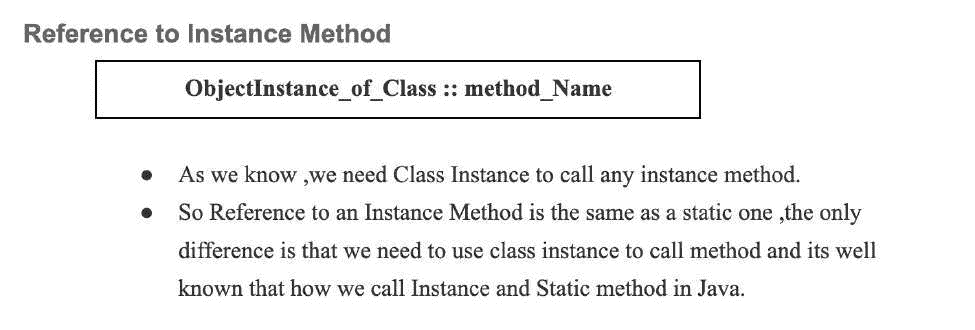 Reference to Instance Method
ObjectInstance_of_Class :: method_Name
● As we know ,we need Class Instance to call any instance method.
● So Reference to an Instance Method is the same as a static one ,the only
difference is that we need to use class instance to call method and its well
known that how we call Instance and Static method in Java.